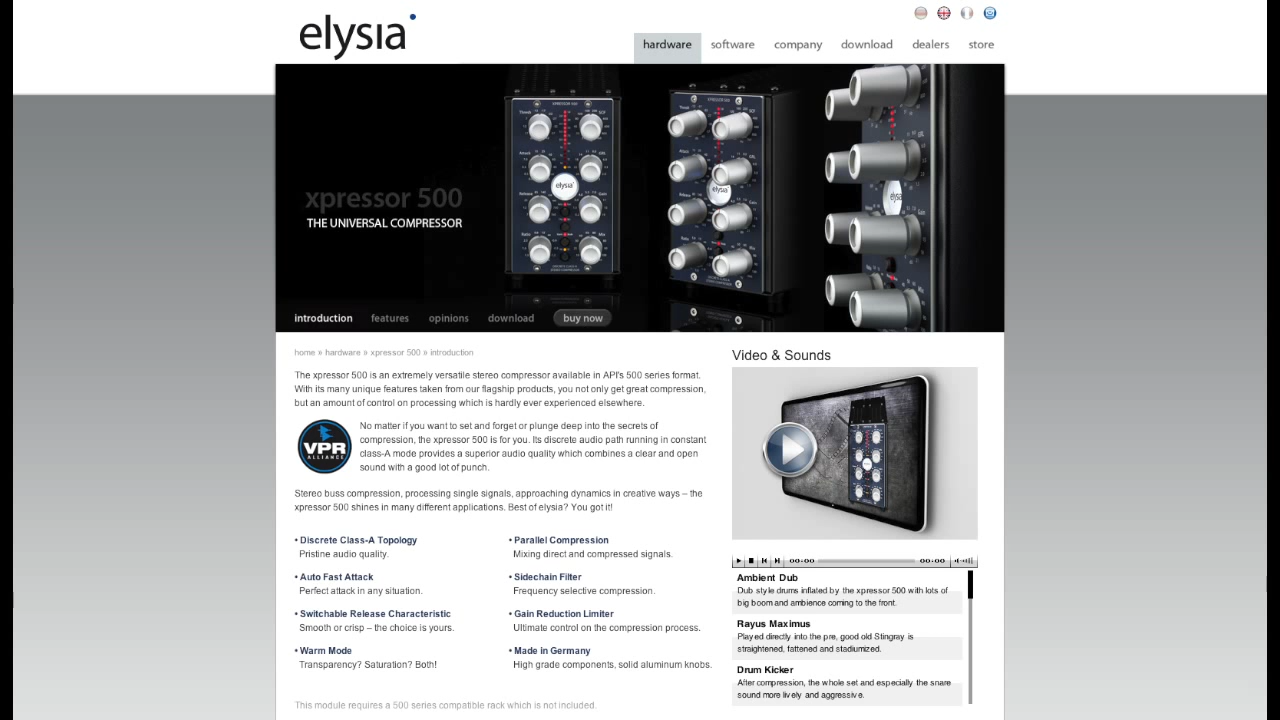 elysia
hardware software company download dealers store
xpressor 500
THE UNIVERSAL COMPRESSOR
elysia
elysia
introduction features opinions download buy now
home » hardware » xpressor 500 » introduction
The xpressor 500 is an extremely versatile stereo compressor available in API's 500 series format.
With its many unique features taken from our flagship products, you not only get great compression,
but an amount of control on processing which is hardly ever experienced elsewhere.
VPR
ALLIANCE
No matter if you want to set and forget or plunge deep into the secrets of
compression, the xpressor 500 is for you. Its discrete audio path running in constant
class-A mode provides a superior audio quality which combines a clear and open
sound with a good lot of punch.
Stereo buss compression, processing single signals, approaching dynamics in creative ways – the
xpressor 500 shines in many different applications. Best of elysia? You got it!
• Discrete Class-A Topology
Pristine audio quality.
• Auto Fast Attack
Perfect attack in any situation.
• Switchable Release Characteristic
Smooth or crisp – the choice is yours.
• Warm Mode
Transparency? Saturation? Both!
• Parallel Compression
Mixing direct and compressed signals.
• Sidechain Filter
Frequency selective compression.
• Gain Reduction Limiter
Ultimate control on the compression process.
• Made in Germany
High grade components, solid aluminum knobs.
This module requires a 500 series compatible rack which is not included.
Video & Sounds
00:00 00:00
Ambient Dub
Dub style drums inflated by the xpressor 500 with lots of
big boom and ambience coming to the front.
Rayus Maximus
Played directly into the pre, good old Stingray is
straightened, fattened and stadiumized.
Drum Kicker
After compression, the whole set and especially the snare
sound more lively and aggressive.